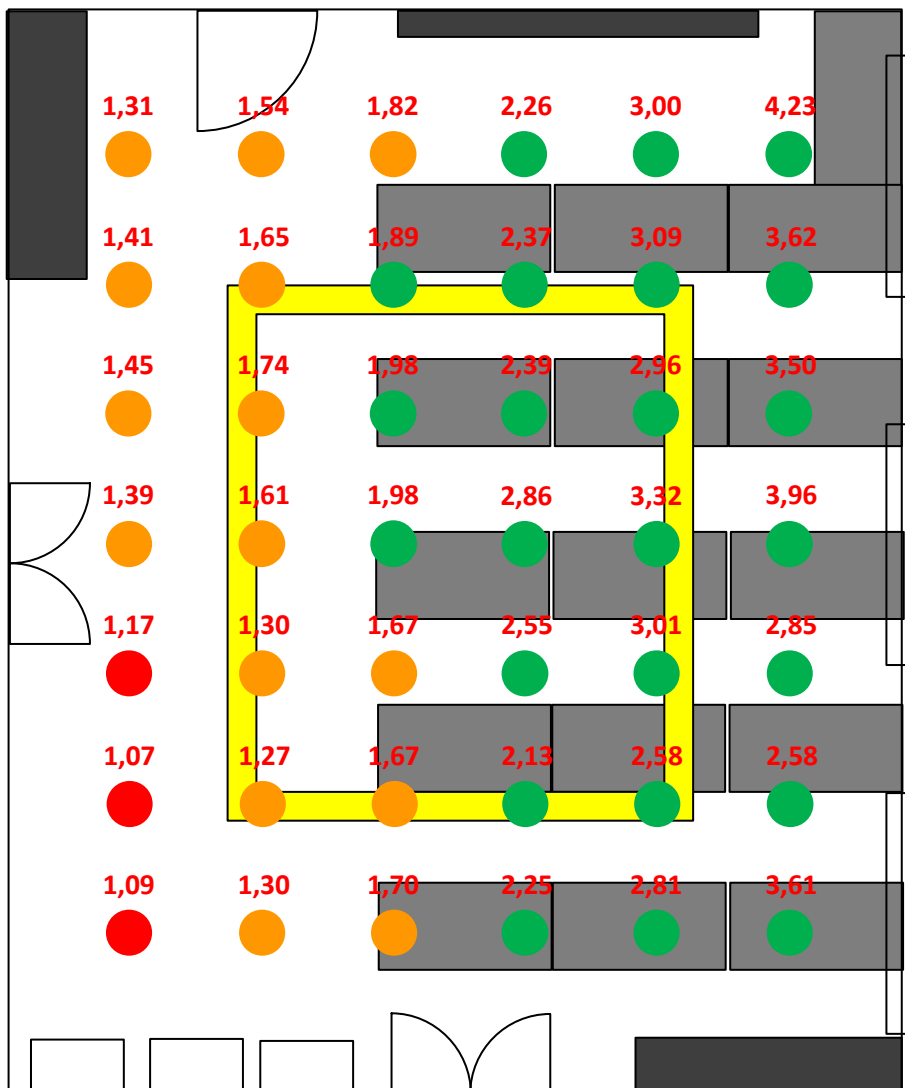 1,31 1,54 1,82 2,26 3,00 4,23
1,41 1,65 1,89 2,37 3,09 3,62
1,45 1,74 1,98 2,39 2,96 3,50
1,39 1,61 1,98 2,86 3,32 3,96
1,17 1,30 1,67 2,55 3,01 2,85
1,07 1,27 1,67 2,13 2,58 2,58
1,09 1,30 1,70 2,25 2,81 3,61